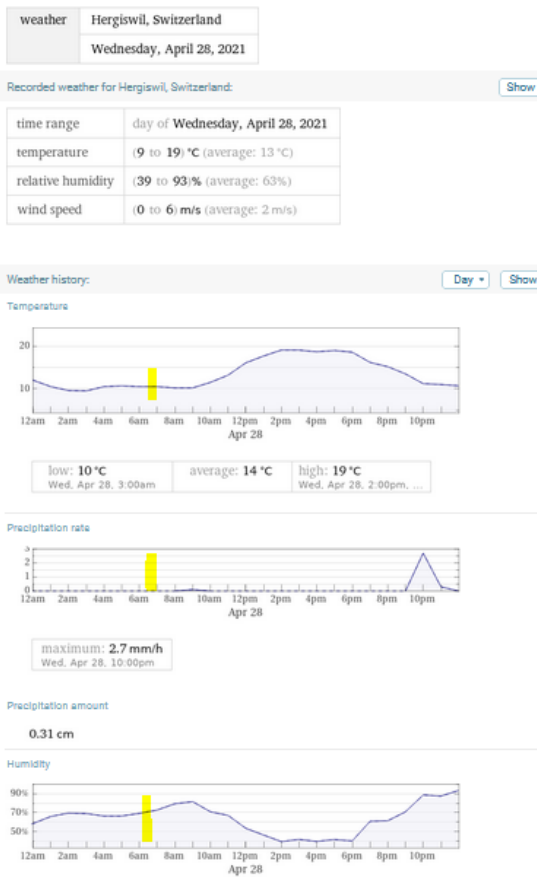 weather Hergiswil, Switzerland
Wednesday, April 28, 2021
Recorded weather for Hergiswil, Switzerland:
Show
time range day of Wednesday, April 28, 2021
temperature (9 to 19) °C (average: 13 °C)
relative humidity (39 to 93)% (average: 63%)
wind speed (0 to 6) m/s (average: 2 m/s)
Weather history:
Day
Show
Temperature
20
10
12am 2am 4am 6am 8am 10am 12pm 2pm 4pm 6pm 8pm 10pm
Apr 28
low: 10 °C average: 14 °C high: 19 °C
Wed, Apr 28, 3:00am Wed, Apr 28, 2:00pm, ...
Precipitation rate
3
2
1
0
12am 2am 4am 6am 8am 10am 12pm 2pm 4pm 6pm 8pm 10pm
Apr 28
maximum: 2.7 mm/h
Wed, Apr 28, 10:00pm
Precipitation amount
0.31 cm
Humidity
90%
70%
50%
12am 2am 4am 6am 8am 10am 12pm 2pm 4pm 6pm 8pm 10pm
Apr 28